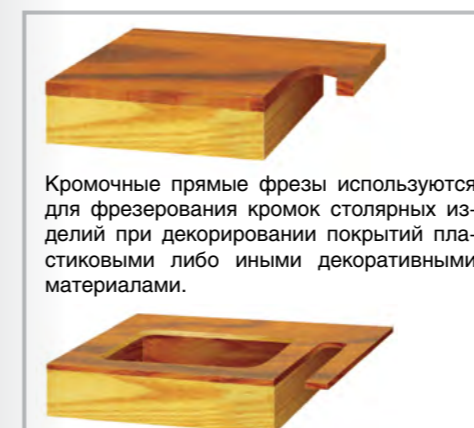 Кромочные прямые фрезы используются
для фрезерования кромок столярных из-
делий при декорировании покрытий пла-
стиковыми либо иными декоративными
материалами.